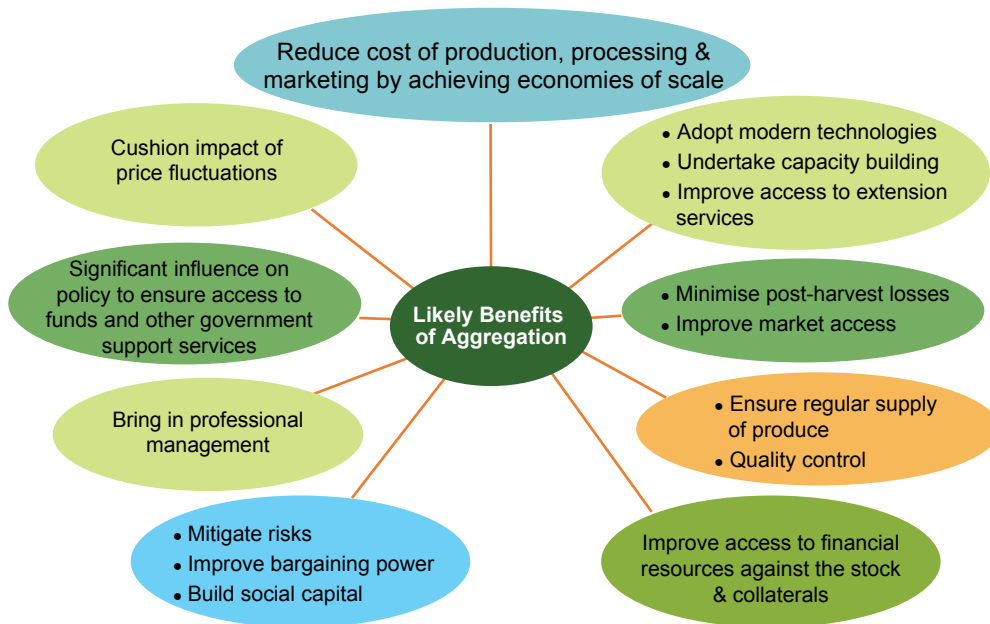 Reduce cost of production, processing &
marketing by achieving economies of scale
Cushion impact of
price fluctuations
• Adopt modern technologies
• Undertake capacity building
• Improve access to extension
services
Significant influence on
policy to ensure access to
funds and other government
support services
Likely Benefits
of Aggregation
• Minimise post-harvest losses
• Improve market access
Bring in professional
management
• Ensure regular supply
of produce
• Quality control
• Mitigate risks
• Improve bargaining power
• Build social capital
Improve access to financial
resources against the stock
& collaterals